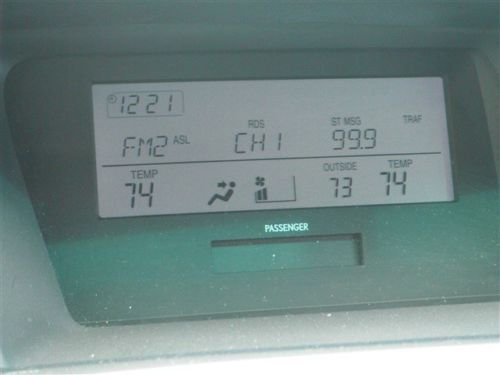 12 21
RDS ST MSG TRAF
FM2 ASL CH1 99.9
TEMP OUTSIDE TEMP
74 73 74
PASSENGER